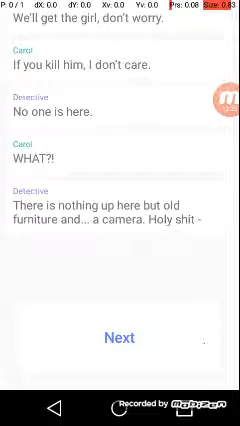 P: 0 / 1 dX: 0.0 dY: 0.0 Xv: 0.0 Yv: 0.0 Prs: 0.08 Size: 0.03
We'll get the girl, don't worry.
Carol
If you kill him, I don't care.
Detective
No one is here.
Carol
WHAT?!
Detective
There is nothing up here but old
furniture and... a camera. Holy shit -
Next
Recorded by
MOBIZEN